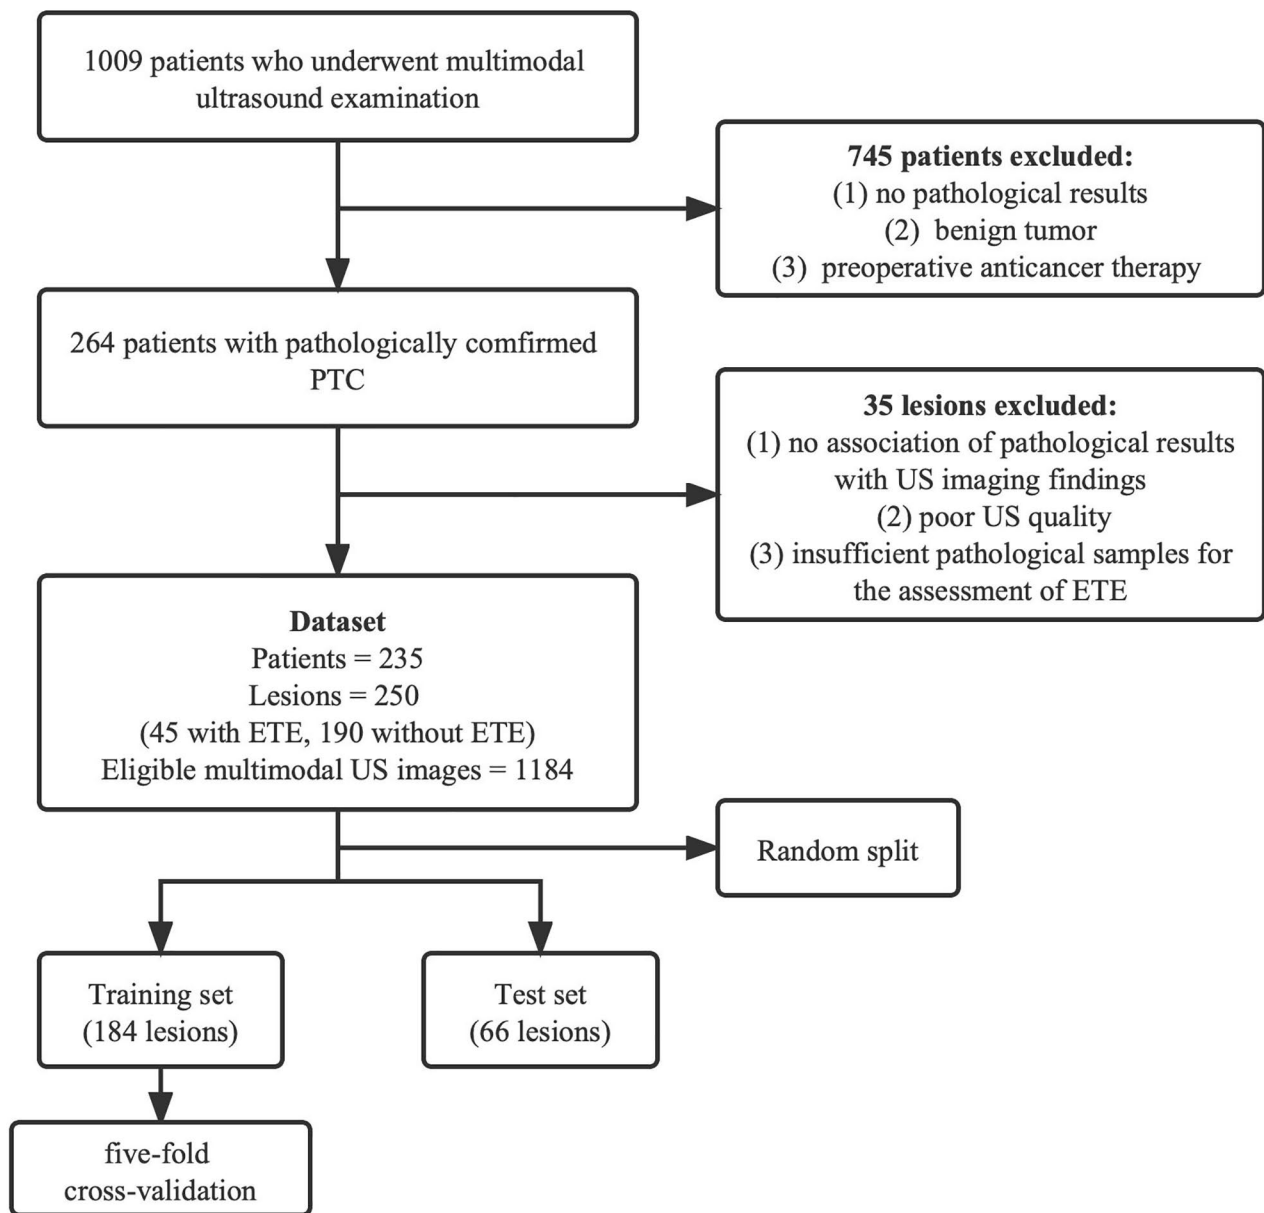 1009 patients who underwent multimodal
ultrasound examination
745 patients excluded:
(1) no pathological results
(2) benign tumor
(3) preoperative anticancer therapy
264 patients with pathologically comfirmed
PTC
35 lesions excluded:
(1) no association of pathological results
with US imaging findings
(2) poor US quality
(3) insufficient pathological samples for
the assessment of ETE
Dataset
Patients = 235
Lesions = 250
(45 with ETE, 190 without ETE)
Eligible multimodal US images = 1184
Random split
Training set
(184 lesions)
Test set
(66 lesions)
five-fold
cross-validation